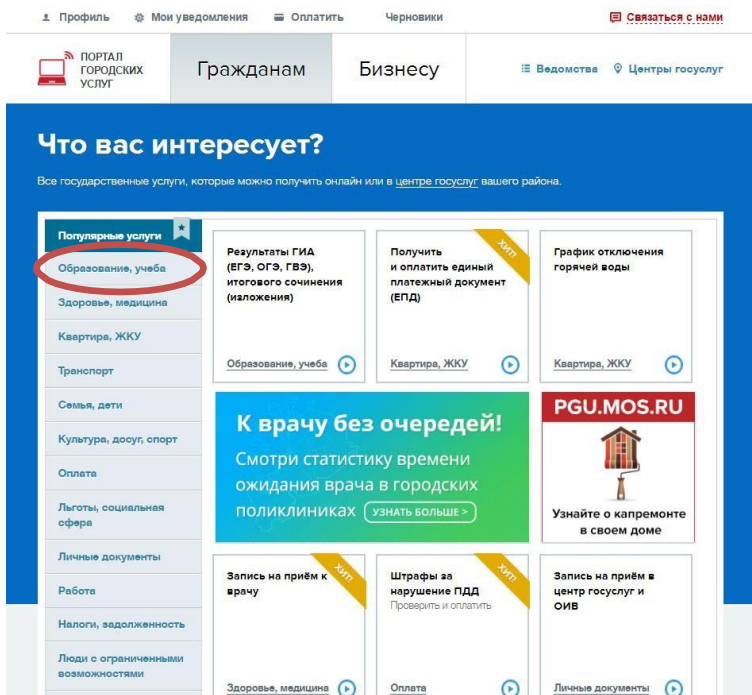 Профиль
Мои уведомления
Оплатить
Черновики
Связаться с нами
ПОРТАЛ
ГОРОДСКИХ
УСЛУГ
Гражданам
Бизнесу
Ведомства
Центры госуслуг
Что вас интересует?
Все государственные услуги, которые можно получить онлайн или в центре госуслуг вашего района.
Популярные услуги
Образование, учеба
Здоровье, медицина
Квартира, ЖКУ
Транспорт
Семья, дети
Культура, досуг, спорт
Оплата
Льготы, социальная
сфера
Личные документы
Работа
Налоги, задолженность
Люди с ограниченными
возможностями
Результаты ГИА
(ЕГЭ, ОГЭ, ГВЭ),
итогового сочинения
(изложения)
Образование, учеба
ХИТ!
Получить
и оплатить единый
платежный документ
(ЕПД)
Квартира, ЖКУ
График отключения
горячей воды
Квартира, ЖКУ
К врачу без очередей!
Смотри статистику времени
ожидания врача в городских
поликлиниках УЗНАТЬ БОЛЬШЕ >
PGU.MOS.RU
Узнайте о капремонте
в своем доме
ХИТ!
Запись на приём к
врачу
Здоровье, медицина
ХИТ!
Штрафы за
нарушение ПДД
Проверить и оплатить
Оплата
Запись на приём в
центр госуслуг и
ОИВ
Личные документы